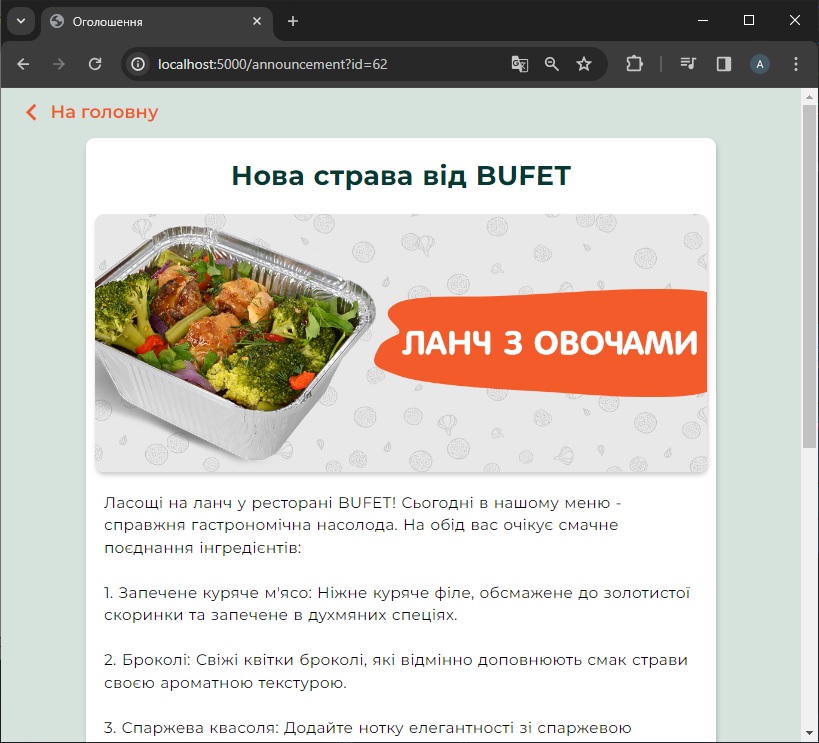 Оголошення
localhost:5000/announcement?id=62
A
На головну
Нова страва від BUFET
ЛАНЧ З ОВОЧАМИ
Ласощі на ланч у ресторані BUFET! Сьогодні в нашому меню -
справжня гастрономічна насолода. На обід вас очікує смачне
поєднання інгредієнтів:
1. Запечене куряче м'ясо: Ніжне куряче філе, обсмажене до золотистої
скоринки та запечене в духмяних спеціях.
2. Броколі: Свіжі квітки броколі, які відмінно доповнюють смак страви
своєю ароматною текстурою.
3. Спаржева квасоля: Додайте нотку елегантності зі спаржевою